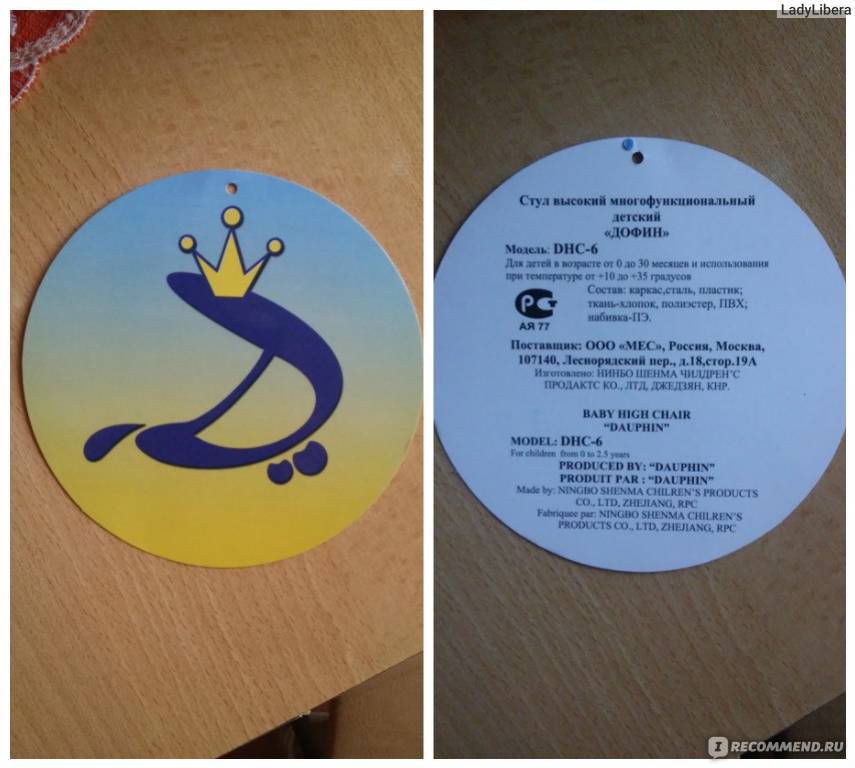 LadyLibera
Стул высокий многофункциональный
детский
«ДОФИН»
Модель: DHC-6
Для детей в возрасте от 0 до 30 месяцев и использования
при температуре от +10 до +35 градусов
Состав: каркас,сталь, пластик;
ткань-хлопок, полиэстер, ПВХ;
набивка-ПЭ.
РСТ
АЯ 77
Поставщик: ООО «МЕС», Россия, Москва,
107140, Леснорядский пер., д.18,стор.19А
Изготовлено: НИНБО ШЕНМА ЧИЛДРЕН'С
ПРОДАКТС КО., ЛТД, ДЖЕДЗЯН, КНР.
BABY HIGH CHAIR
"DAUPHIN"
MODEL: DHC-6
For children from 0 to 2.5 years
PRODUCED BY: "DAUPHIN"
PRODUIT PAR : "DAUPHIN"
Made by: NINGBO SHENMA CHILREN'S PRODUCTS
CO., LTD, ZHEJIANG, RPC
Fabriquee par: NINGBO SHENMA CHILREN'S
PRODUCTS CO., LTD, ZHEJIANG, RPC
IRECOMMEND.RU